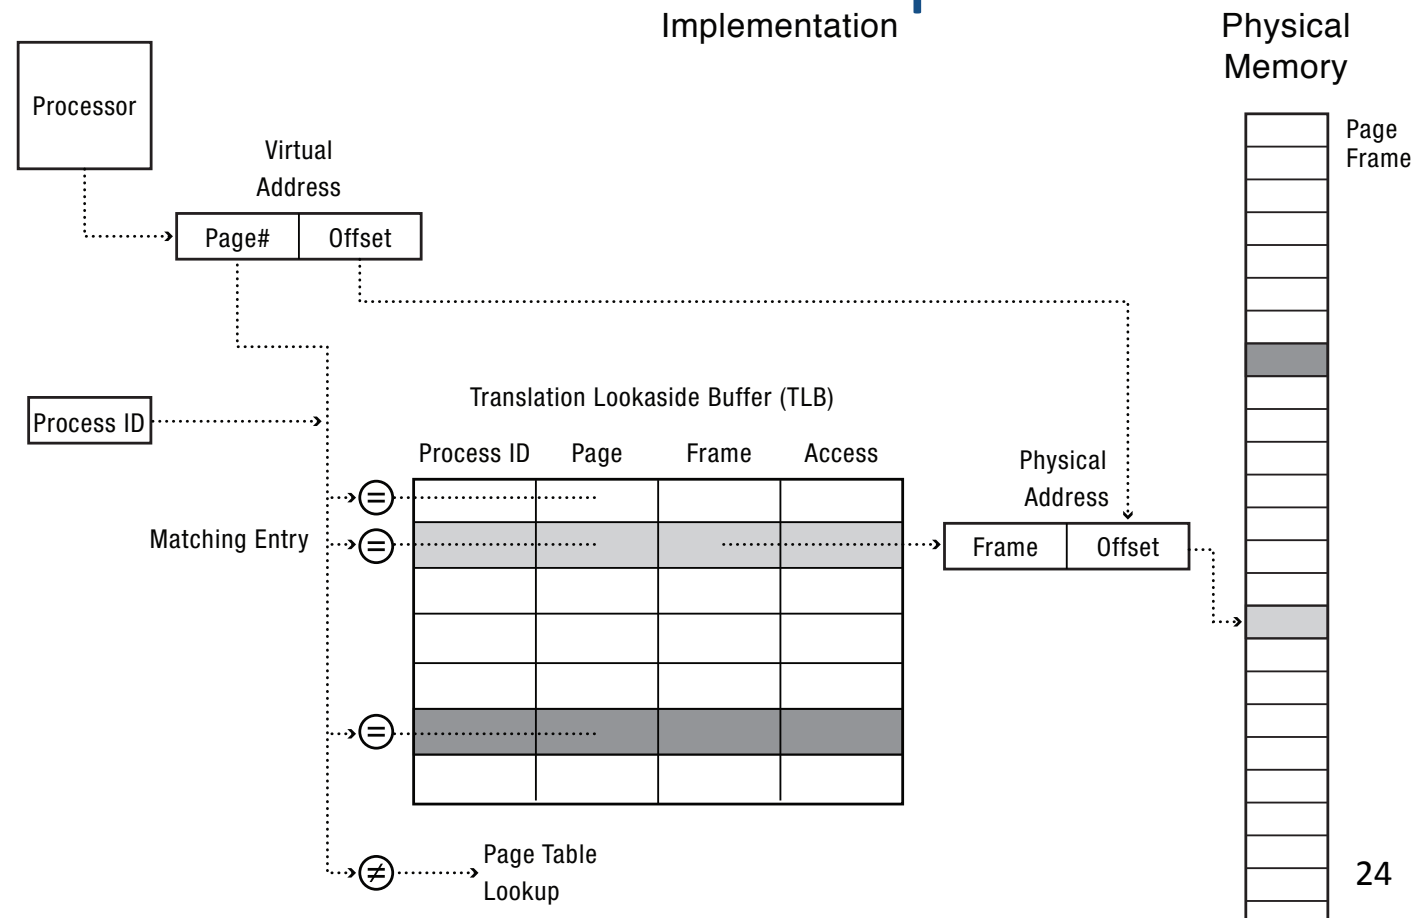 Implementation
Physical
Memory
Processor
Page
Frame
Virtual
Address
Page# Offset
Process ID
Translation Lookaside Buffer (TLB)
Process ID Page Frame Access
Physical
Address
=
Matching Entry
=
Frame Offset
=
≠
Page Table
Lookup
24